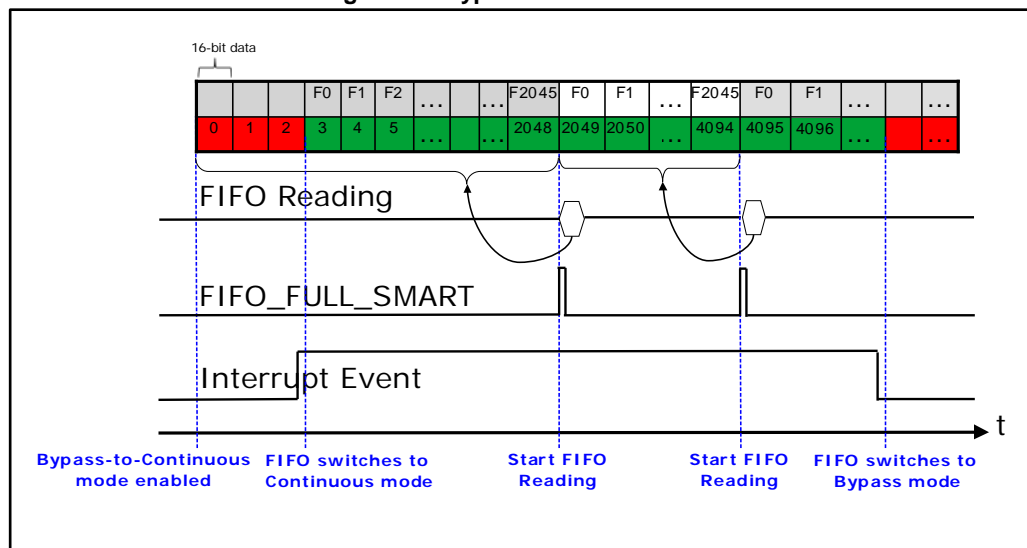 16-bit data
F0 F1 F2 ... ... F2045 F0 F1 ... F2045 F0 F1 ... ...
0 1 2 3 4 5 ... ... 2048 2049 2050 ... 4094 4095 4096 ... ...
FIFO Reading
FIFO_FULL_SMART
Interrupt Event
t
Bypass-to-Continuous mode enabled
FIFO switches to Continuous mode
Start FIFO Reading
Start FIFO Reading
FIFO switches to Bypass mode